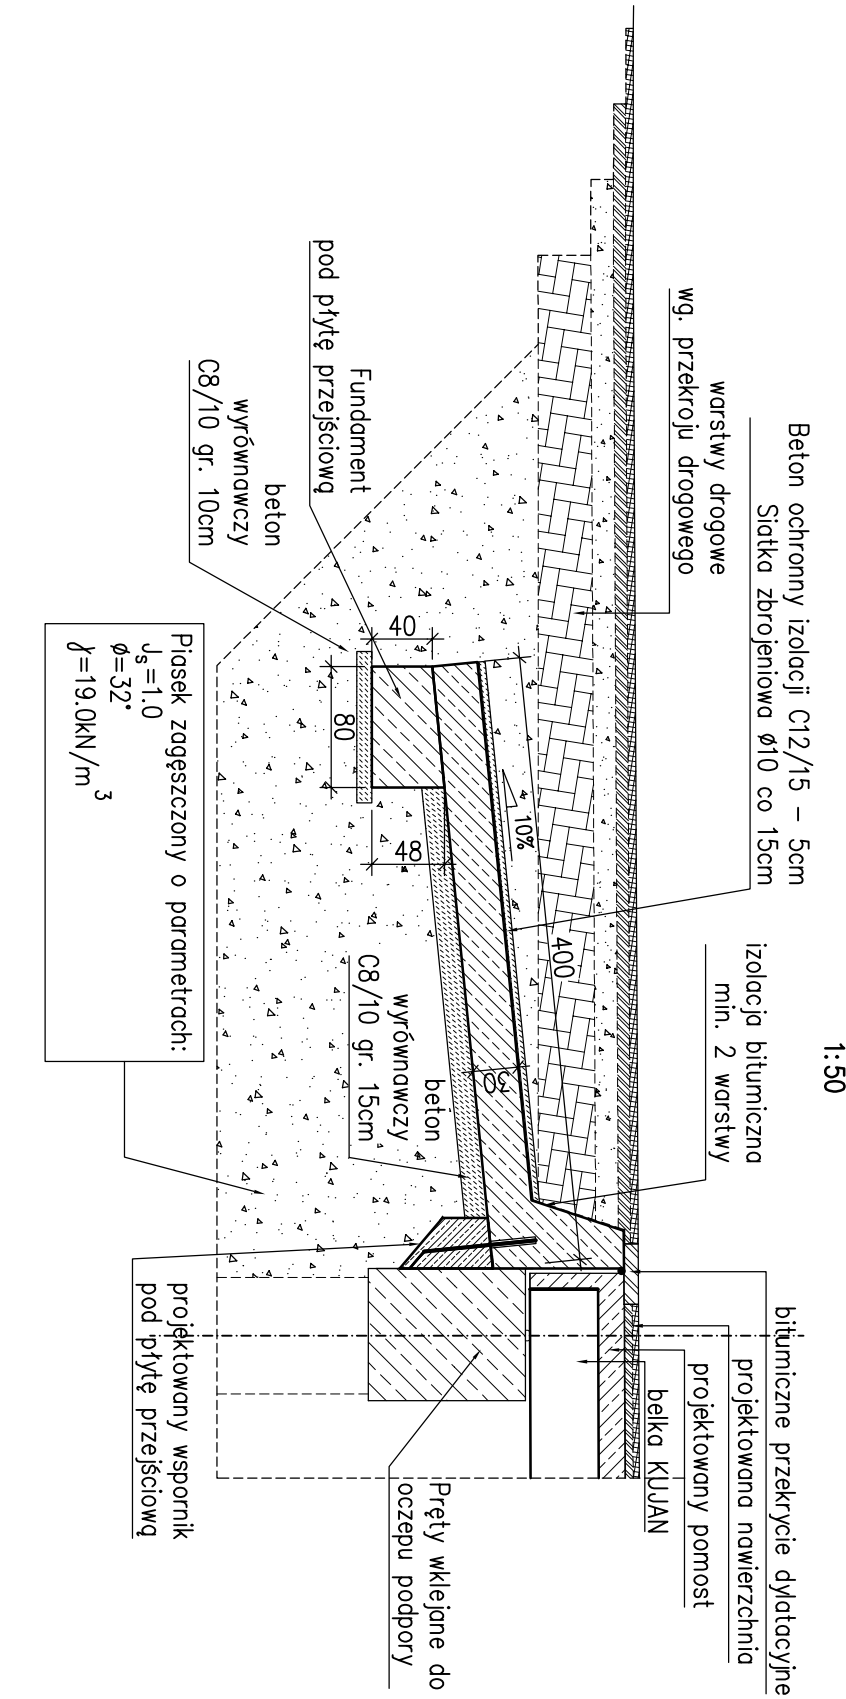 1:50
Beton ochronny izolacji C12/15 – 5cm
Siatka zbrojeniowa ø10 co 15cm
warstwy drogowe
wg. przekroju drogowego
izolacja bitumiczna
min. 2 warstwy
bitumiczne przekrycie dylatacyjne
projektowana nawierzchnia
projektowany pomost
belka KUJAN
Fundament
pod płytę przejściową
beton
wyrównawczy
C8/10 gr. 10cm
40
80
48
10%
400
30
beton
wyrównawczy
C8/10 gr. 15cm
Pręty wklejane do
oczepu podpory
projektowany wspornik
pod płytę przejściową
Piasek zagęszczony o parametrach:
Js=1.0
ø=32°
γ=19.0kN/m³